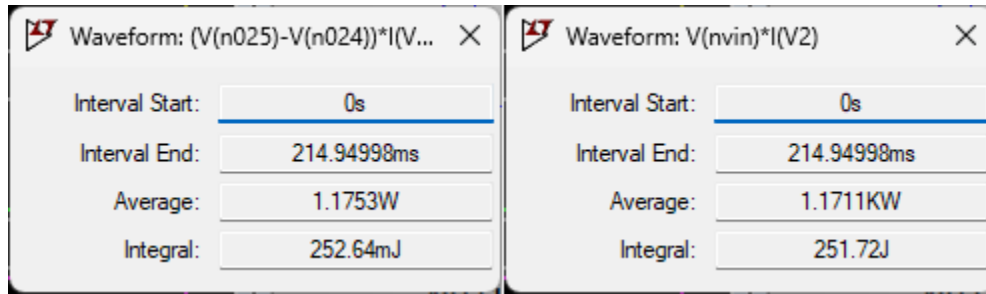 Waveform: (V(n025)-V(n024))*I(V...
Interval Start: 0s
Interval End: 214.94998ms
Average: 1.1753W
Integral: 252.64mJ
Waveform: V(nvin)*I(V2)
Interval Start: 0s
Interval End: 214.94998ms
Average: 1.1711KW
Integral: 251.72J